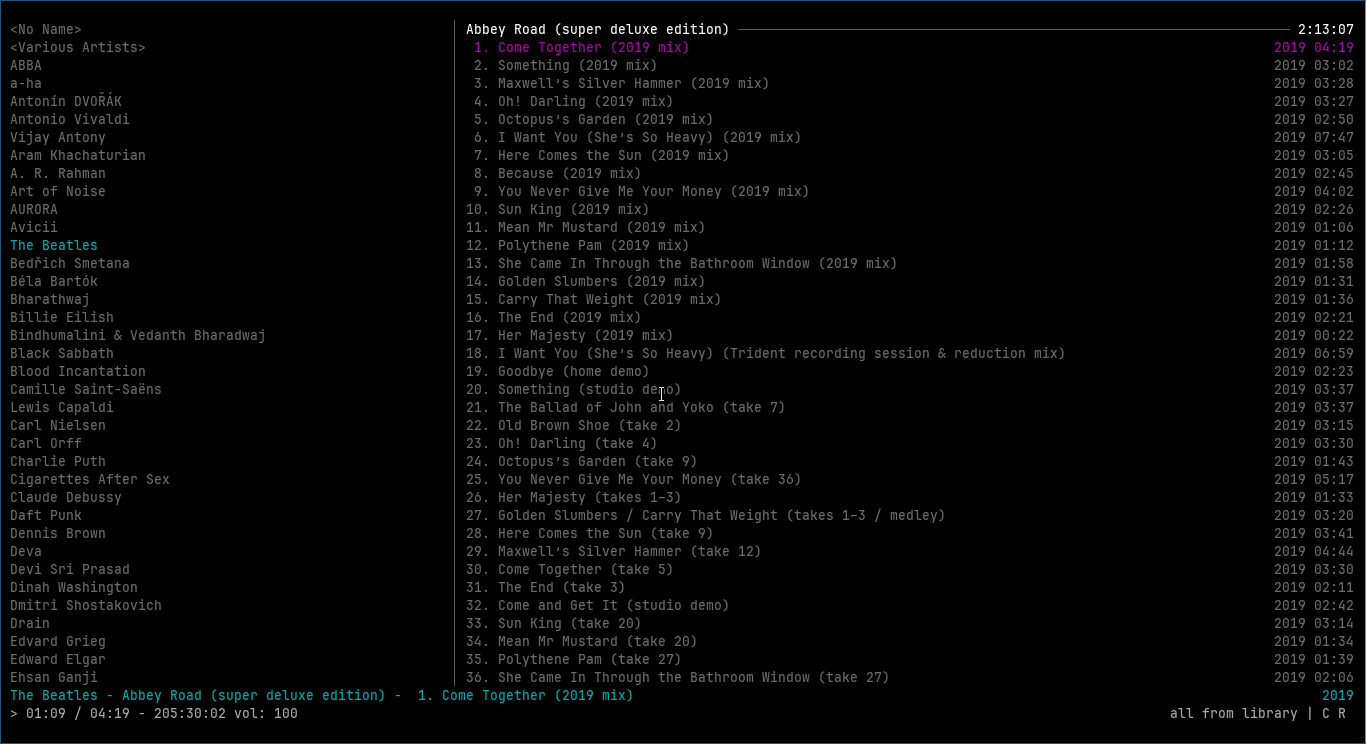 <No Name>
<Various Artists>
ABBA
a-ha
Antonín DVOŘÁK
Antonio Vivaldi
Vijay Antony
Aram Khachaturian
A. R. Rahman
Art of Noise
AURORA
Avicii
The Beatles
Bedřich Smetana
Béla Bartók
Bharathwaj
Billie Eilish
Bindhumalini & Vedanth Bharadwaj
Black Sabbath
Blood Incantation
Camille Saint-Saëns
Lewis Capaldi
Carl Nielsen
Carl Orff
Charlie Puth
Cigarettes After Sex
Claude Debussy
Daft Punk
Dennis Brown
Deva
Devi Sri Prasad
Dinah Washington
Dmitri Shostakovich
Drain
Edvard Grieg
Edward Elgar
Ehsan Ganji
Abbey Road (super deluxe edition) 2:13:07
1. Come Together (2019 mix) 2019 04:19
2. Something (2019 mix) 2019 03:02
3. Maxwell's Silver Hammer (2019 mix) 2019 03:28
4. Oh! Darling (2019 mix) 2019 03:27
5. Octopus's Garden (2019 mix) 2019 02:50
6. I Want You (She's So Heavy) (2019 mix) 2019 07:47
7. Here Comes the Sun (2019 mix) 2019 03:05
8. Because (2019 mix) 2019 02:45
9. You Never Give Me Your Money (2019 mix) 2019 04:02
10. Sun King (2019 mix) 2019 02:26
11. Mean Mr Mustard (2019 mix) 2019 01:06
12. Polythene Pam (2019 mix) 2019 01:12
13. She Came In Through the Bathroom Window (2019 mix) 2019 01:58
14. Golden Slumbers (2019 mix) 2019 01:31
15. Carry That Weight (2019 mix) 2019 01:36
16. The End (2019 mix) 2019 02:21
17. Her Majesty (2019 mix) 2019 00:22
18. I Want You (She's So Heavy) (Trident recording session & reduction mix) 2019 06:59
19. Goodbye (home demo) 2019 02:23
20. Something (studio demo) 2019 03:37
21. The Ballad of John and Yoko (take 7) 2019 03:37
22. Old Brown Shoe (take 2) 2019 03:15
23. Oh! Darling (take 4) 2019 03:30
24. Octopus's Garden (take 9) 2019 01:43
25. You Never Give Me Your Money (take 36) 2019 05:17
26. Her Majesty (takes 1–3) 2019 01:33
27. Golden Slumbers / Carry That Weight (takes 1–3 / medley) 2019 03:20
28. Here Comes the Sun (take 9) 2019 03:41
29. Maxwell's Silver Hammer (take 12) 2019 04:44
30. Come Together (take 5) 2019 03:30
31. The End (take 3) 2019 02:11
32. Come and Get It (studio demo) 2019 02:42
33. Sun King (take 20) 2019 03:14
34. Mean Mr Mustard (take 20) 2019 01:34
35. Polythene Pam (take 27) 2019 01:39
36. She Came In Through the Bathroom Window (take 27) 2019 02:06
The Beatles - Abbey Road (super deluxe edition) - 1. Come Together (2019 mix) 2019
> 01:09 / 04:19 - 205:30:02 vol: 100 all from library | C R